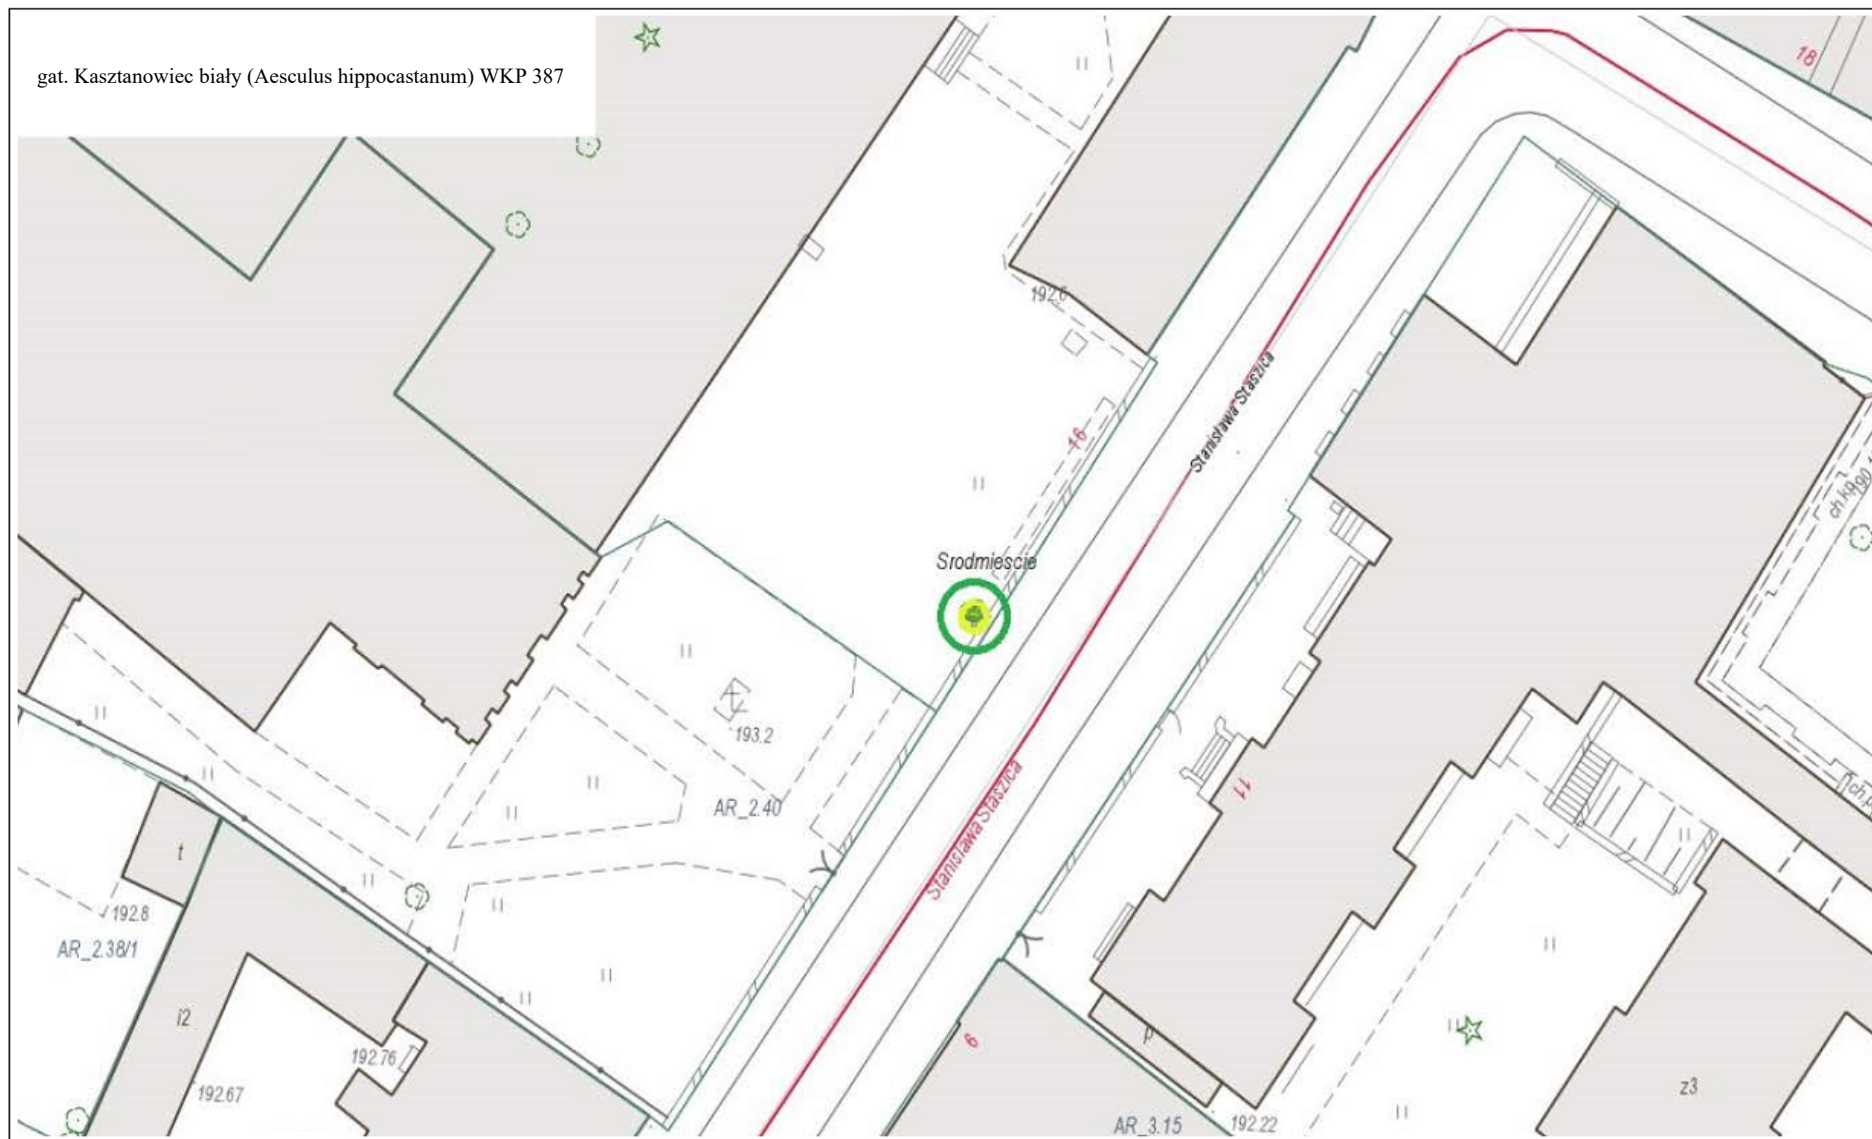 gat. Kasztanowiec biały (Aesculus hippocastanum) WKP 387
18
192.6
Stanisława Staszica
16
Srodmiescie
193.2
AR_2.40
Stanisława Staszica
11
t
192.8
AR_2.38/1
i2
192.76
192.67
6
p
z3
AR_3.15
192.22